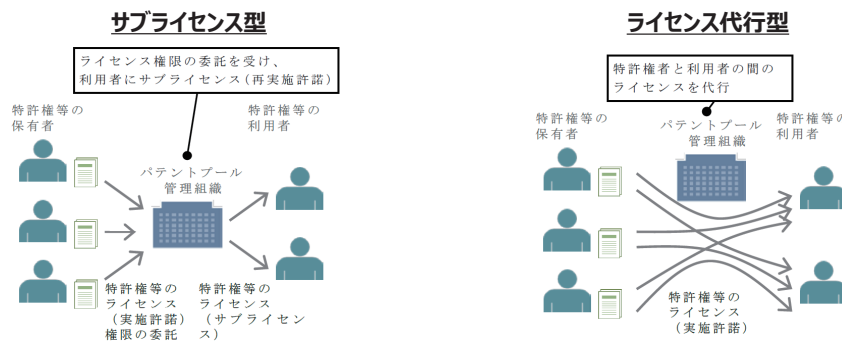 サブライセンス型
ライセンス権限の委託を受け、
利用者にサブライセンス（再実施許諾）
特許権等の
保有者
特許権等の
利用者
パテントプール
管理組織
特許権等の
ライセンス
（実施許諾）
権限の委託
特許権等の
ライセンス
（サブライセン
ス）
ライセンス代行型
特許権者と利用者の間の
ライセンスを代行
特許権等の
保有者
パテントプール
管理組織
特許権等の
利用者
特許権等の
ライセンス
（実施許諾）